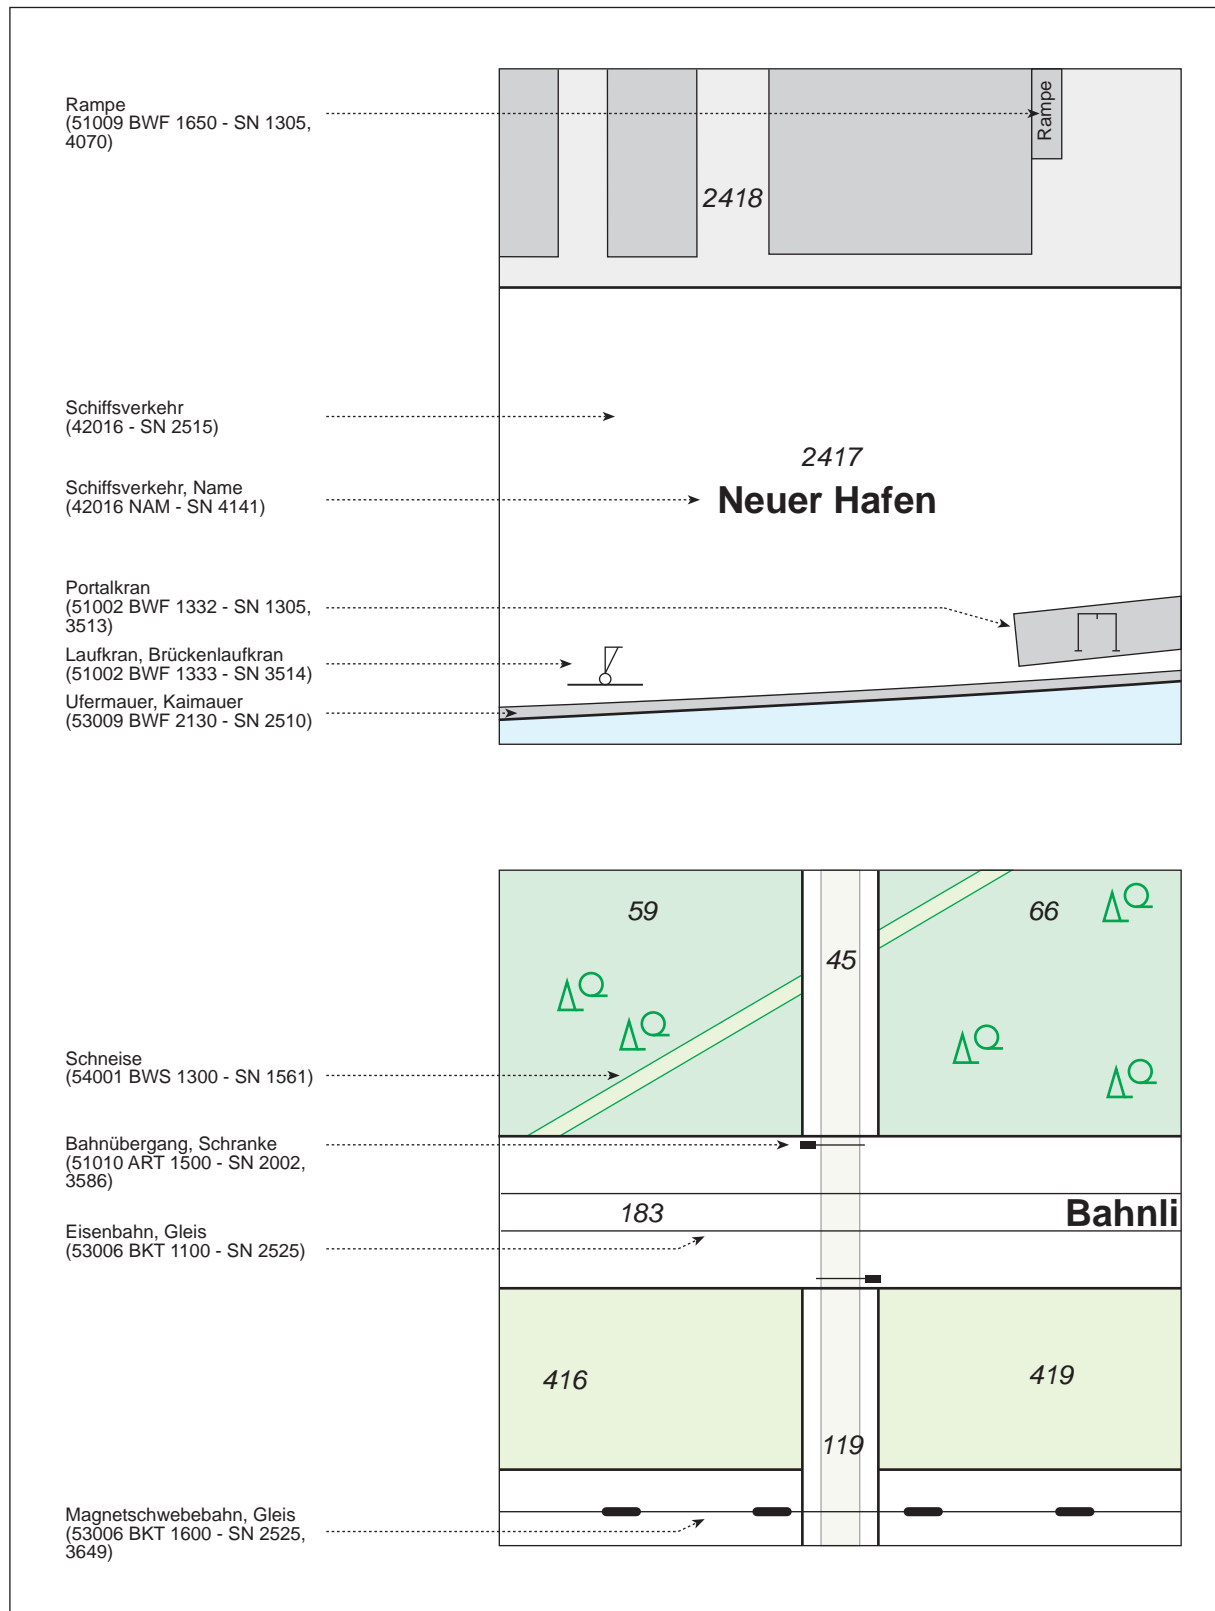 Rampe
(51009 BWF 1650 - SN 1305,
4070)
Rampe
2418
Schiffsverkehr
(42016 - SN 2515)
2417
Schiffsverkehr, Name
(42016 NAM - SN 4141)
Neuer Hafen
Portalkran
(51002 BWF 1332 - SN 1305,
3513)
Laufkran, Brückenlaufkran
(51002 BWF 1333 - SN 3514)
Ufermauer, Kaimauer
(53009 BWF 2130 - SN 2510)
59
66
45
Schneise
(54001 BWS 1300 - SN 1561)
Bahnübergang, Schranke
(51010 ART 1500 - SN 2002,
3586)
183
Bahnli
Eisenbahn, Gleis
(53006 BKT 1100 - SN 2525)
416
419
119
Magnetschwebebahn, Gleis
(53006 BKT 1600 - SN 2525,
3649)